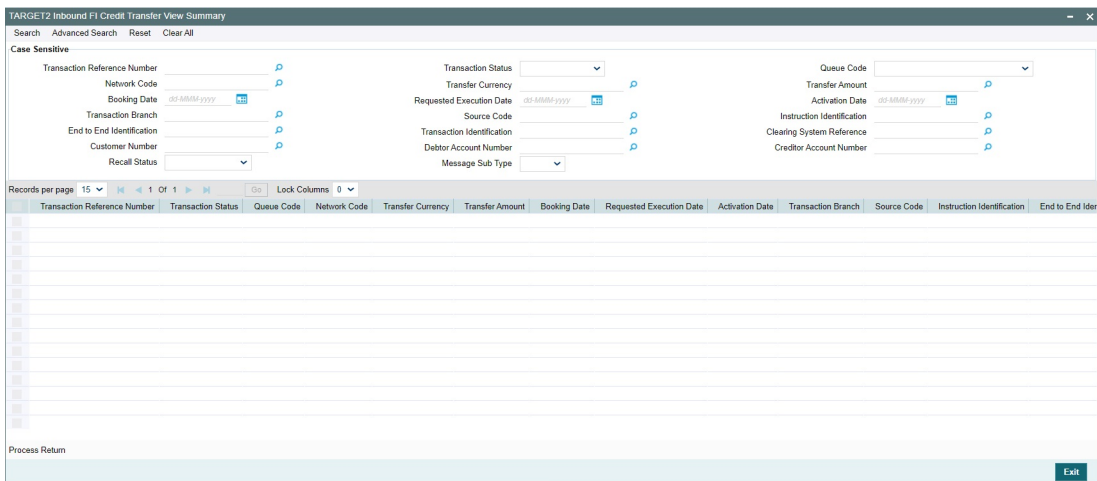 TARGET2 Inbound FI Credit Transfer View Summary
Search Advanced Search Reset Clear All
Case Sensitive
Transaction Reference Number Transaction Status Queue Code
Network Code Transfer Currency Transfer Amount
Booking Date dd-MMM-yyyy Requested Execution Date dd-MMM-yyyy Activation Date dd-MMM-yyyy
Transaction Branch Source Code Instruction Identification
End to End Identification Transaction Identification Clearing System Reference
Customer Number Debtor Account Number Creditor Account Number
Recall Status Message Sub Type
Records per page 15 1 Of 1 Go Lock Columns 0
Transaction Reference Number Transaction Status Queue Code Network Code Transfer Currency Transfer Amount Booking Date Requested Execution Date Activation Date Transaction Branch Source Code Instruction Identification End to End Iden
Process Return
Exit